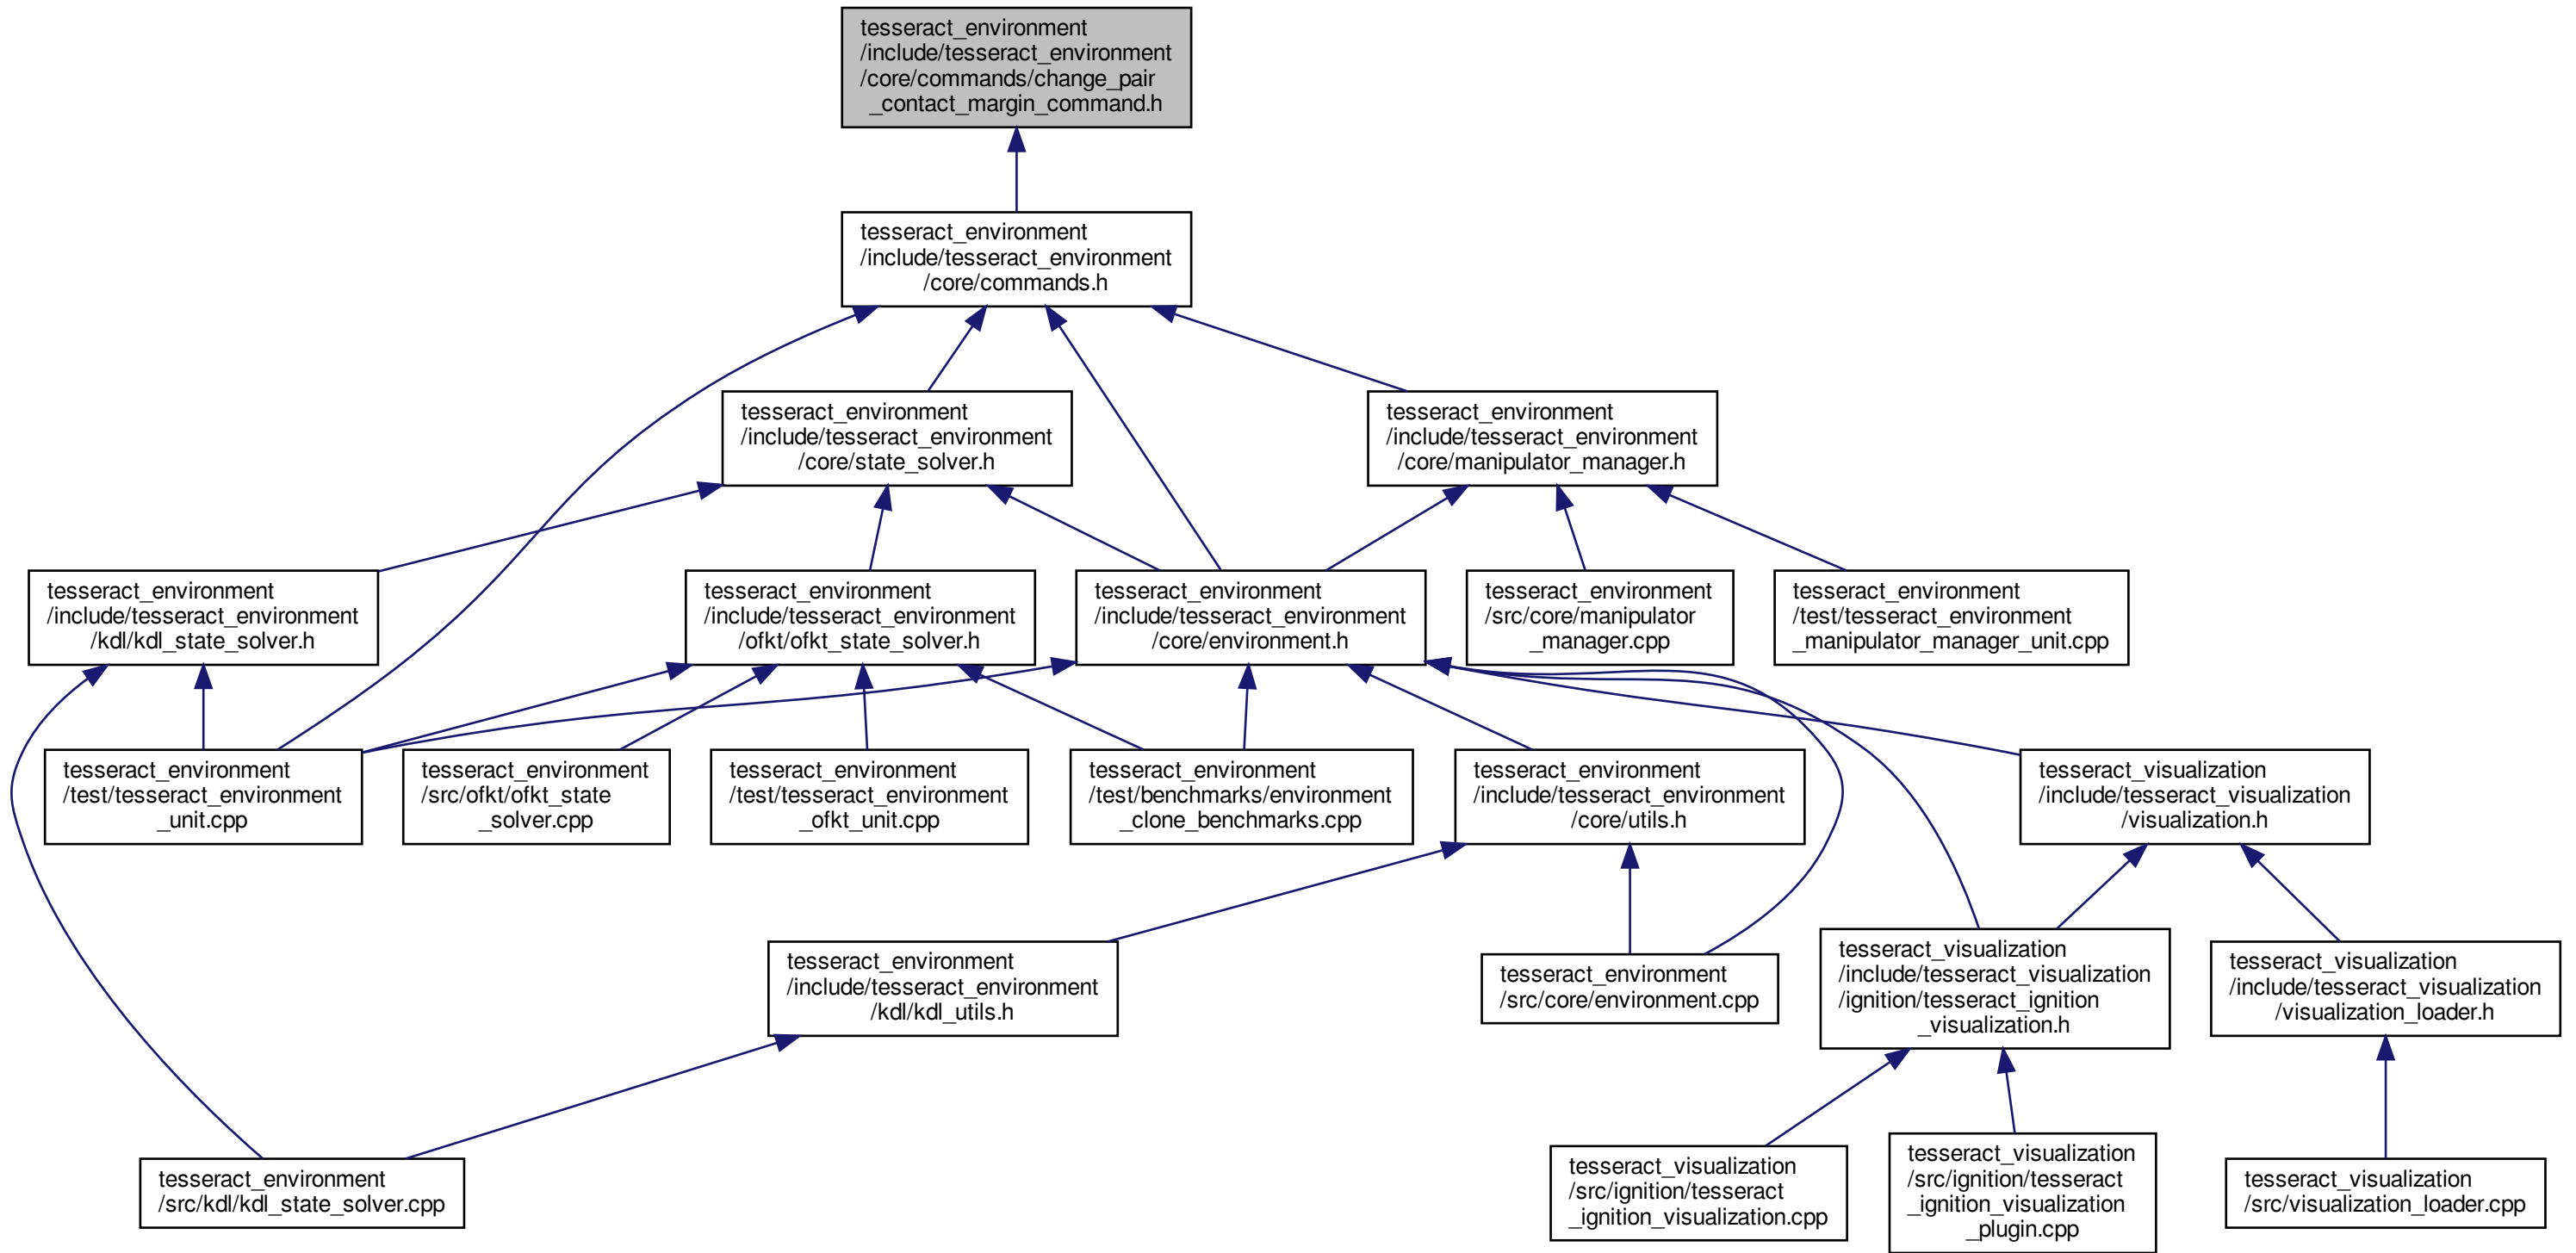 tesseract_environment
/include/tesseract_environment
/core/commands/change_pair
_contact_margin_command.h
tesseract_environment
/include/tesseract_environment
/core/commands.h
tesseract_environment
/include/tesseract_environment
/core/state_solver.h
tesseract_environment
/include/tesseract_environment
/core/manipulator_manager.h
tesseract_environment
/include/tesseract_environment
/kdl/kdl_state_solver.h
tesseract_environment
/include/tesseract_environment
/ofkt/ofkt_state_solver.h
tesseract_environment
/include/tesseract_environment
/core/environment.h
tesseract_environment
/src/core/manipulator
_manager.cpp
tesseract_environment
/test/tesseract_environment
_manipulator_manager_unit.cpp
tesseract_environment
/test/tesseract_environment
_unit.cpp
tesseract_environment
/src/ofkt/ofkt_state
_solver.cpp
tesseract_environment
/test/tesseract_environment
_ofkt_unit.cpp
tesseract_environment
/test/benchmarks/environment
_clone_benchmarks.cpp
tesseract_environment
/include/tesseract_environment
/core/utils.h
tesseract_visualization
/include/tesseract_visualization
/visualization.h
tesseract_environment
/include/tesseract_environment
/kdl/kdl_utils.h
tesseract_environment
/src/core/environment.cpp
tesseract_visualization
/include/tesseract_visualization
/ignition/tesseract_ignition
_visualization.h
tesseract_visualization
/include/tesseract_visualization
/visualization_loader.h
tesseract_environment
/src/kdl/kdl_state_solver.cpp
tesseract_visualization
/src/ignition/tesseract
_ignition_visualization.cpp
tesseract_visualization
/src/ignition/tesseract
_ignition_visualization
_plugin.cpp
tesseract_visualization
/src/visualization_loader.cpp